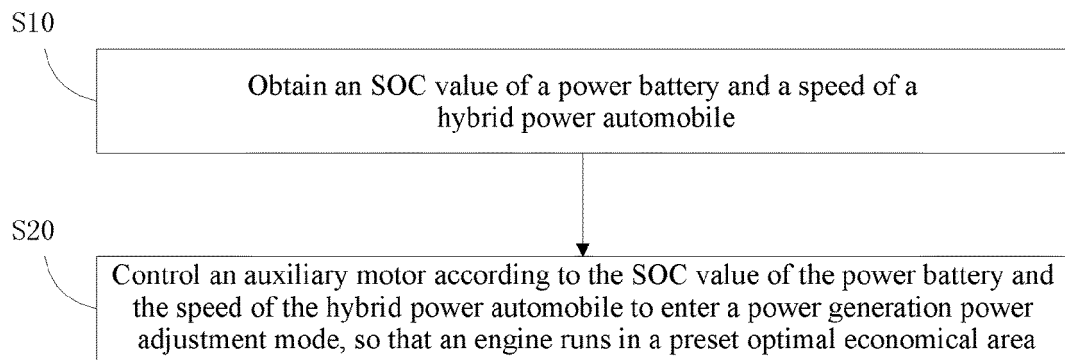 S10
Obtain an SOC value of a power battery and a speed of a
hybrid power automobile
S20
Control an auxiliary motor according to the SOC value of the power battery and
the speed of the hybrid power automobile to enter a power generation power
adjustment mode, so that an engine runs in a preset optimal economical area